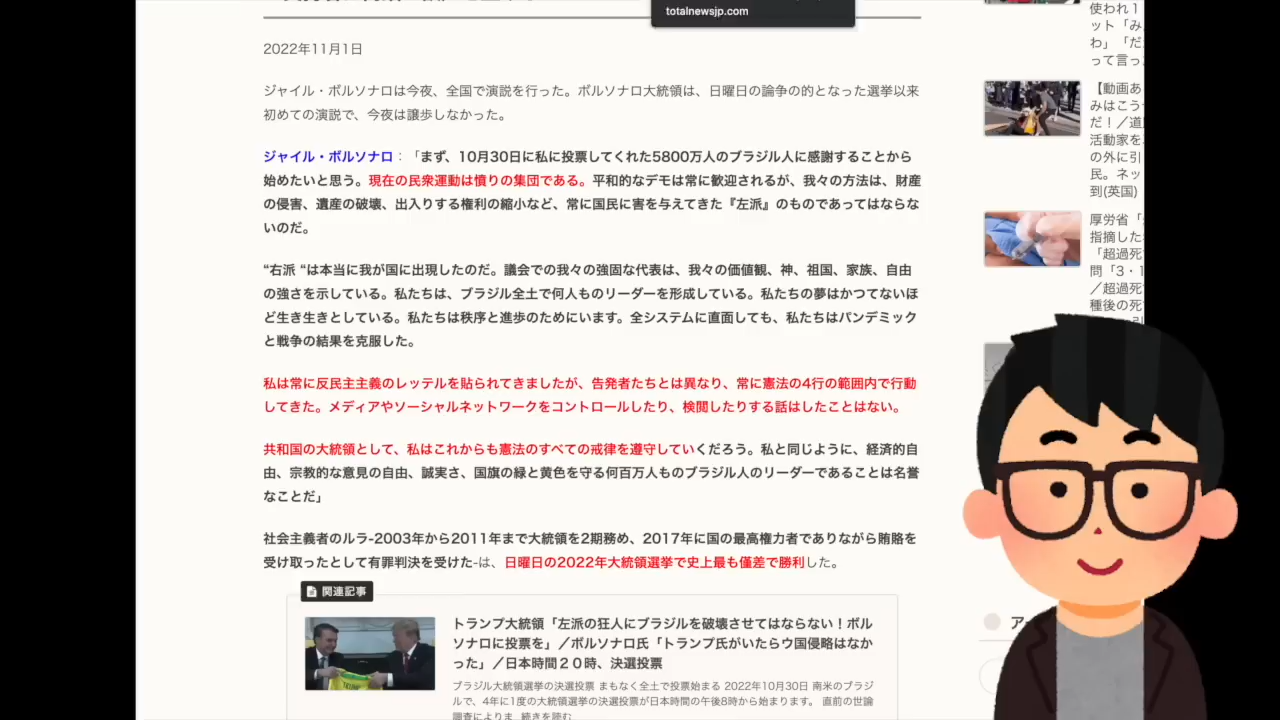 totalnewsjp.com
2022年11月1日
ジャイル・ボルソナロは今夜、全国で演説を行った。ボルソナロ大統領は、日曜日の論争の的となった選挙以来
初めての演説で、今夜は譲歩しなかった。
ジャイル・ボルソナロ：「まず、10月30日に私に投票してくれた5800万人のブラジル人に感謝することから
始めたいと思う。現在の民衆運動は憤りの集団である。平和的なデモは常に歓迎されるが、我々の方法は、財産
の侵害、遺産の破壊、出入りする権利の縮小など、常に国民に害を与えてきた『左派』のものであってはならな
いのだ。
“右派 “は本当に我が国に出現したのだ。議会での我々の強固な代表は、我々の価値観、神、祖国、家族、自由
の強さを示している。私たちは、ブラジル全土で何人ものリーダーを形成している。私たちの夢はかつてないほ
ど生き生きとしている。私たちは秩序と進歩のためにいます。全システムに直面しても、私たちはパンデミック
と戦争の結果を克服した。
私は常に反民主主義のレッテルを貼られてきましたが、告発者たちとは異なり、常に憲法の4行の範囲内で行動
してきた。メディアやソーシャルネットワークをコントロールしたり、検閲したりする話はしたことはない。
共和国の大統領として、私はこれからも憲法のすべての戒律を遵守していくだろう。私と同じように、経済的自
由、宗教的な意見の自由、誠実さ、国旗の緑と黄色を守る何百万人ものブラジル人のリーダーであることは名誉
なことだ」
社会主義者のルラ-2003年から2011年まで大統領を2期務め、2017年に国の最高権力者でありながら賄賂を
受け取ったとして有罪判決を受けた-は、日曜日の2022年大統領選挙で史上最も僅差で勝利した。
関連記事
トランプ大統領「左派の狂人にブラジルを破壊させてはならない！ボル
ソナロに投票を」／ボルソナロ氏「トランプ氏がいたらウ国侵略はなか
った」／日本時間２０時、決選投票
ブラジル大統領選挙の決選投票 まもなく全土で投票始まる 2022年10月30日 南米のブラジ
ルで、4年に1度の大統領選挙の決選投票が日本時間の午後8時から始まります。 直前の世論
調査によりま...続きを読む
使われ1
ット「み
わ」「だ
って言っ
【動画あ
みはこう
だ！／道
活動家を
の外に引
民。ネッ
到(英国)
厚労省「
指摘した
「超過死
問「3・1
／超過死
種後の死
ア